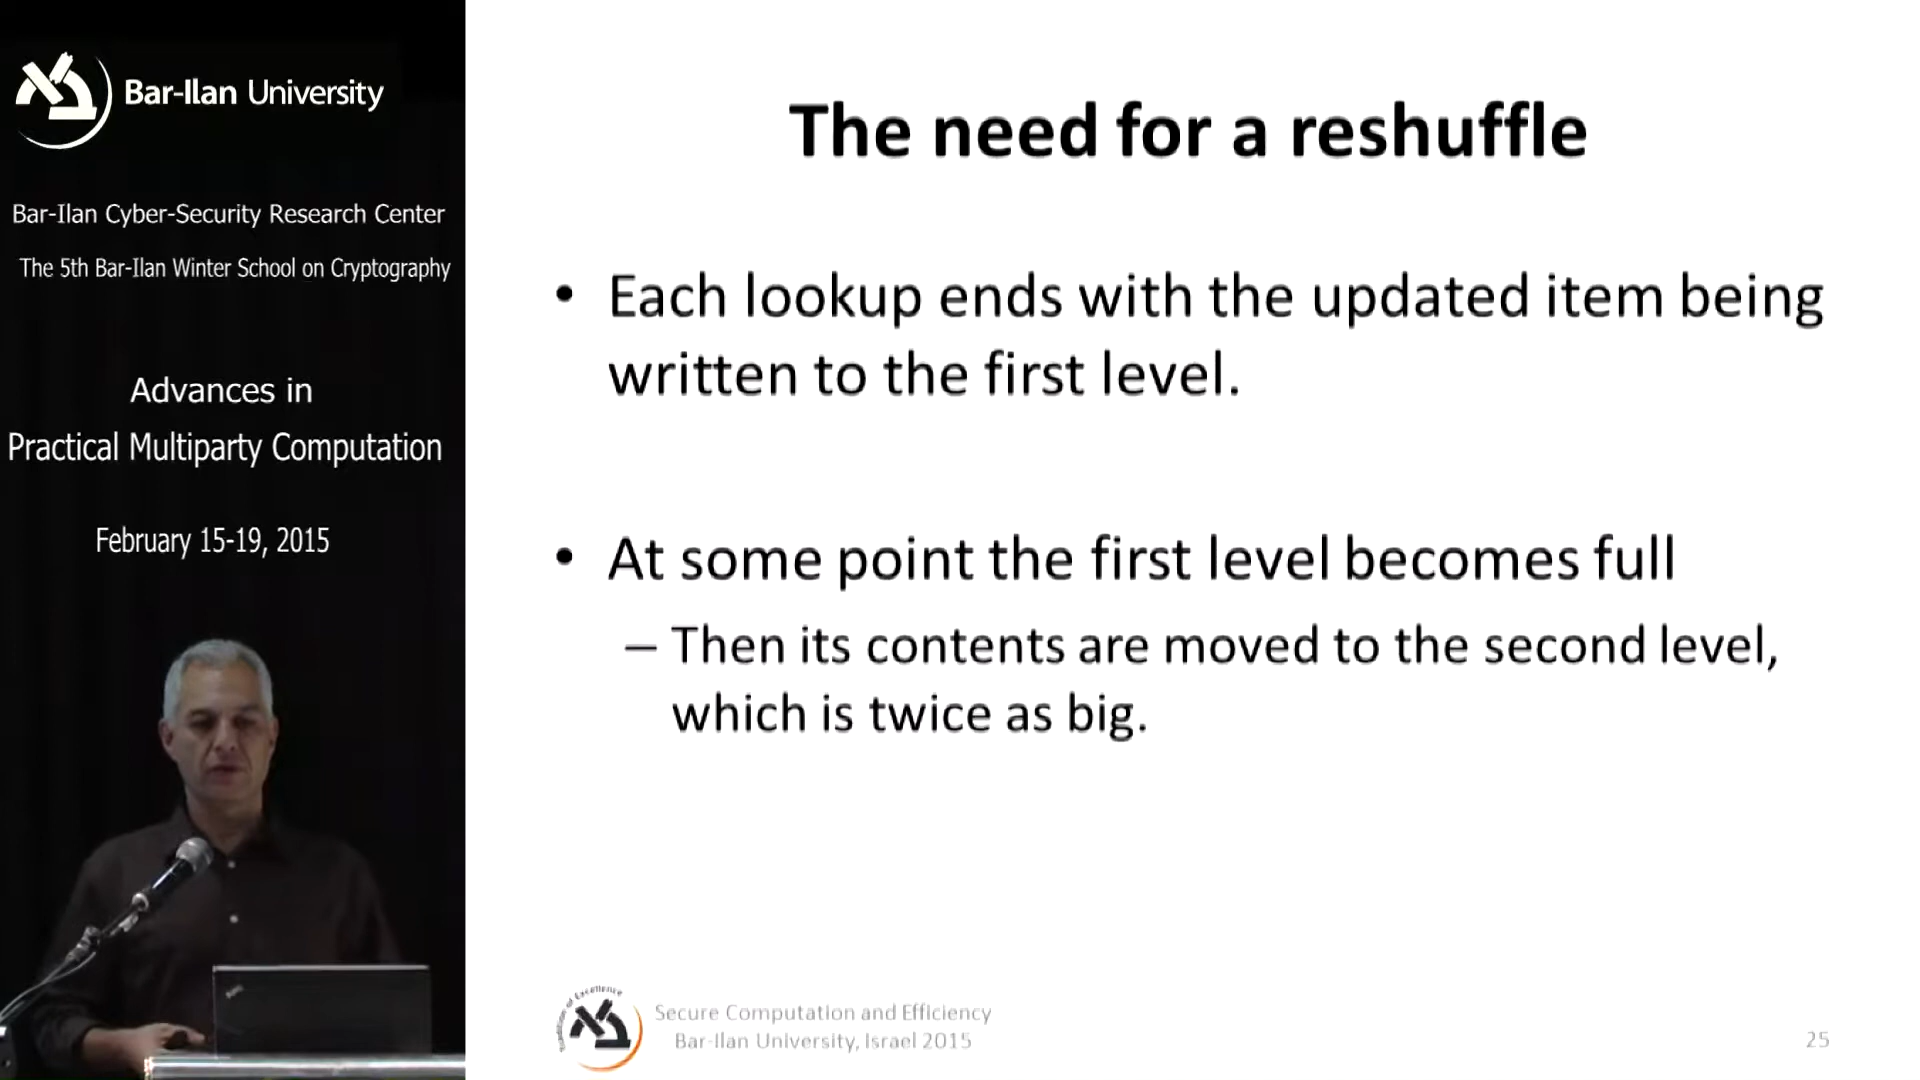 Bar-Ilan University
Bar-Ilan Cyber-Security Research Center
The 5th Bar-Ilan Winter School on Cryptography
Advances in
Practical Multiparty Computation
February 15-19, 2015
The need for a reshuffle
• Each lookup ends with the updated item being
written to the first level.
• At some point the first level becomes full
– Then its contents are moved to the second level,
which is twice as big.
of Excellence
Secure Computation and Efficiency
Bar-Ilan University, Israel 2015
25